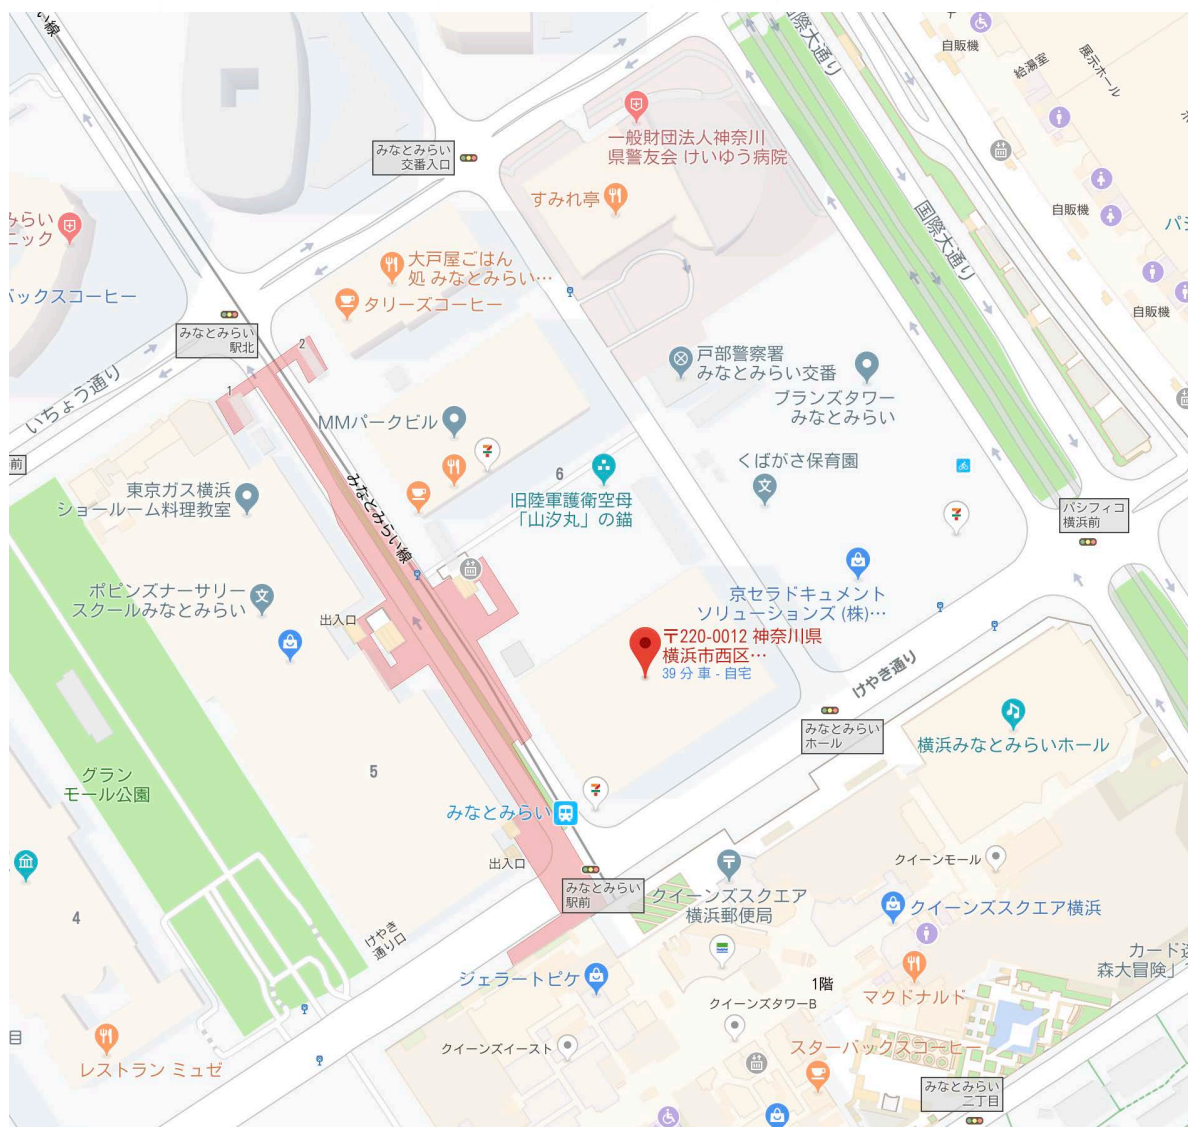 い線
国際大通り
自販機
給湯室
展示ホール
一般財団法人神奈川
県警友会 けいゆう病院
みなとみらい
交番入口
すみれ亭
自販機
国際大通り
みらい
ニック
大戸屋ごはん
処 みなとみらい…
バックスコーヒー
タリーズコーヒー
自販機
みなとみらい
駅北
2
1
戸部警察署
みなとみらい交番
ブランズタワー
みなとみらい
いちょう通り
MMパークビル
前
みなとみらい線
6
くばがさ保育園
東京ガス横浜
ショールーム料理教室
旧陸軍護衛空母
「山汐丸」の錨
パシフィコ
横浜前
ポピンズナーサリー
スクールみなとみらい
出入口
京セラドキュメント
ソリューションズ (株)…
〒220-0012 神奈川県
横浜市西区…
39 分 車 - 自宅
けやき通り
みなとみらい
ホール
横浜みなとみらいホール
5
グラン
モール公園
みなとみらい
出入口
クイーンモール
みなとみらい
駅前
クイーンズスクエア
横浜郵便局
クイーンズスクエア横浜
4
けやき
通り口
カード迷
森大冒険」
ジェラートピケ
1階
マクドナルド
クイーンズタワーB
目
レストラン ミュゼ
クイーンズイースト
スターバックスコーヒー
みなとみらい
二丁目